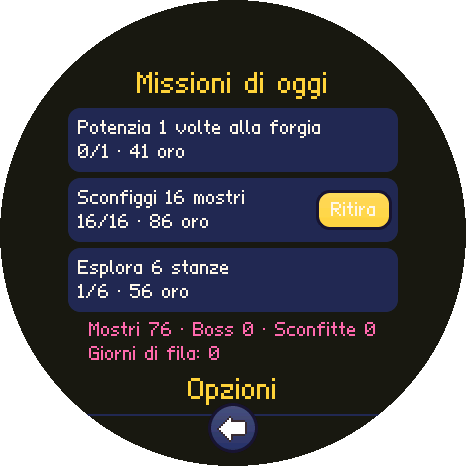 Missioni di oggi
Potenzia 1 volte alla forgia
0/1 · 41 oro
Sconfiggi 16 mostri
16/16 · 86 oro
Ritira
Esplora 6 stanze
1/6 · 56 oro
Mostri 76 · Boss 0 · Sconfitte 0
Giorni di fila: 0
Opzioni